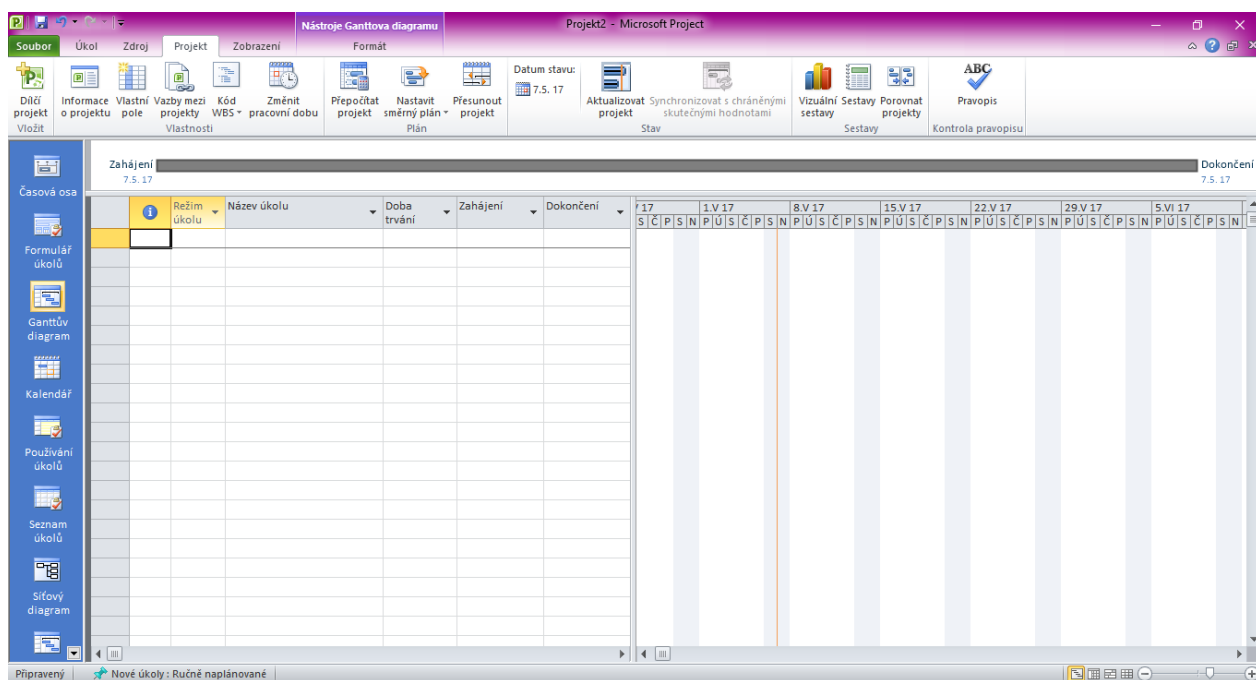 Nástroje Ganttova diagramu
Projekt2 - Microsoft Project
Soubor Úkol Zdroj Projekt Zobrazení Formát
Datum stavu:
7.5. 17
Dílčí projekt
Informace o projektu
Vlastní pole
Vazby mezi projekty
Kód WBS
Změnit pracovní dobu
Přepočítat projekt
Nastavit směrný plán
Přesunout projekt
Aktualizovat projekt
Synchronizovat s chráněnými skutečnými hodnotami
Vizuální sestavy
Sestavy
Porovnat projekty
ABC
Pravopis
Vložit Vlastnosti Plán Stav Sestavy Kontrola pravopisu
Časová osa
Formulář úkolů
Ganttův diagram
Kalendář
Používání úkolů
Seznam úkolů
Síťový diagram
Zahájení
7.5. 17
Dokončení
7.5. 17
Režim úkolu
Název úkolu
Doba trvání
Zahájení
Dokončení
17 1.V 17 8.V 17 15.V 17 22.V 17 29.V 17 5.VI 17
S Č P S N P Ú S Č P S N P Ú S Č P S N P Ú S Č P S N P Ú S Č P S N P Ú S Č P S N P Ú S Č P S N
Připravený
Nové úkoly : Ručně naplánované